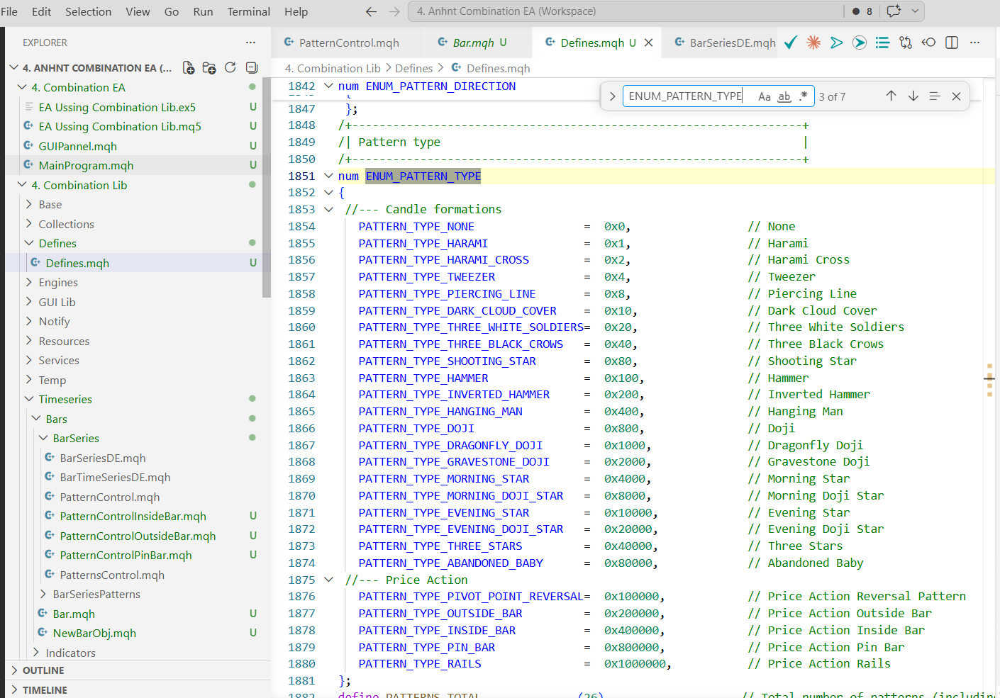 File Edit Selection View Go Run Terminal Help
4. Anhnt Combination EA (Workspace)
8
EXPLORER
4. ANHNT COMBINATION EA (...
4. Combination EA
EA Ussing Combination Lib.ex5 U
EA Ussing Combination Lib.mq5 U
GUIPannel.mqh U
MainProgram.mqh U
4. Combination Lib
Base
Collections
Defines
Defines.mqh U
Engines
GUI Lib
Notify
Resources
Services
Temp
Timeseries
Bars
BarSeries
BarSeriesDE.mqh
BarTimeSeriesDE.mqh
PatternControl.mqh
PatternControlInsideBar.mqh U
PatternControlOutsideBar.mqh U
PatternControlPinBar.mqh U
PatternsControl.mqh
BarSeriesPatterns
Bar.mqh U
NewBarObj.mqh U
Indicators
OUTLINE
TIMELINE
PatternControl.mqh
Bar.mqh U
Defines.mqh U
BarSeriesDE.mqh
4. Combination Lib > Defines > Defines.mqh
ENUM_PATTERN_TYPE Aa ab .* 3 of 7
1842 num ENUM_PATTERN_DIRECTION
1847 };
1848 /+------------------------------------------------------------------+
1849 /| Pattern type |
1850 /+------------------------------------------------------------------+
1851 num ENUM_PATTERN_TYPE
1852 {
1853 //--- Candle formations
1854 PATTERN_TYPE_NONE = 0x0, // None
1855 PATTERN_TYPE_HARAMI = 0x1, // Harami
1856 PATTERN_TYPE_HARAMI_CROSS = 0x2, // Harami Cross
1857 PATTERN_TYPE_TWEEZER = 0x4, // Tweezer
1858 PATTERN_TYPE_PIERCING_LINE = 0x8, // Piercing Line
1859 PATTERN_TYPE_DARK_CLOUD_COVER = 0x10, // Dark Cloud Cover
1860 PATTERN_TYPE_THREE_WHITE_SOLDIERS= 0x20, // Three White Soldiers
1861 PATTERN_TYPE_THREE_BLACK_CROWS = 0x40, // Three Black Crows
1862 PATTERN_TYPE_SHOOTING_STAR = 0x80, // Shooting Star
1863 PATTERN_TYPE_HAMMER = 0x100, // Hammer
1864 PATTERN_TYPE_INVERTED_HAMMER = 0x200, // Inverted Hammer
1865 PATTERN_TYPE_HANGING_MAN = 0x400, // Hanging Man
1866 PATTERN_TYPE_DOJI = 0x800, // Doji
1867 PATTERN_TYPE_DRAGONFLY_DOJI = 0x1000, // Dragonfly Doji
1868 PATTERN_TYPE_GRAVESTONE_DOJI = 0x2000, // Gravestone Doji
1869 PATTERN_TYPE_MORNING_STAR = 0x4000, // Morning Star
1870 PATTERN_TYPE_MORNING_DOJI_STAR = 0x8000, // Morning Doji Star
1871 PATTERN_TYPE_EVENING_STAR = 0x10000, // Evening Star
1872 PATTERN_TYPE_EVENING_DOJI_STAR = 0x20000, // Evening Doji Star
1873 PATTERN_TYPE_THREE_STARS = 0x40000, // Three Stars
1874 PATTERN_TYPE_ABANDONED_BABY = 0x80000, // Abandoned Baby
1875 //--- Price Action
1876 PATTERN_TYPE_PIVOT_POINT_REVERSAL= 0x100000, // Price Action Reversal Pattern
1877 PATTERN_TYPE_OUTSIDE_BAR = 0x200000, // Price Action Outside Bar
1878 PATTERN_TYPE_INSIDE_BAR = 0x400000, // Price Action Inside Bar
1879 PATTERN_TYPE_PIN_BAR = 0x800000, // Price Action Pin Bar
1880 PATTERN_TYPE_RAILS = 0x1000000, // Price Action Rails
1881 };
1882 define PATTERNS_TOTAL (26) // Total number of patterns (including